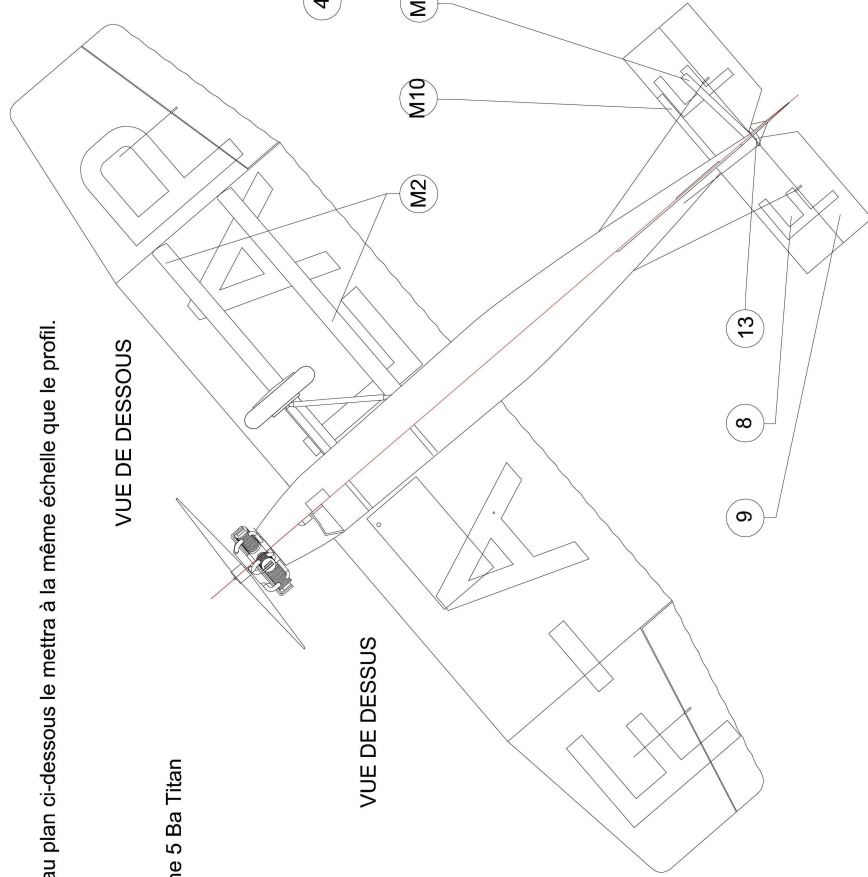 au plan ci-dessous le mettra à la même échelle que le profil.
VUE DE DESSOUS
ne 5 Ba Titan
VUE DE DESSUS
4
M
M10
M2
13
8
9